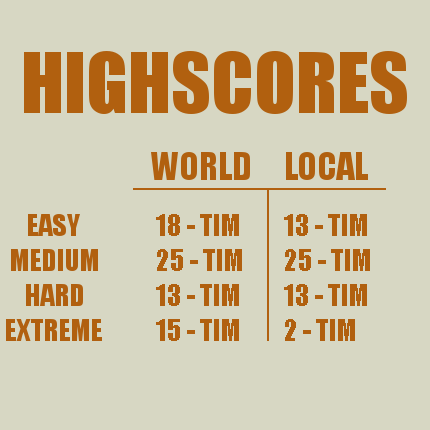 HIGHSCORES
WORLD LOCAL
EASY 18 - TIM 13 - TIM
MEDIUM 25 - TIM 25 - TIM
HARD 13 - TIM 13 - TIM
EXTREME 15 - TIM 2 - TIM